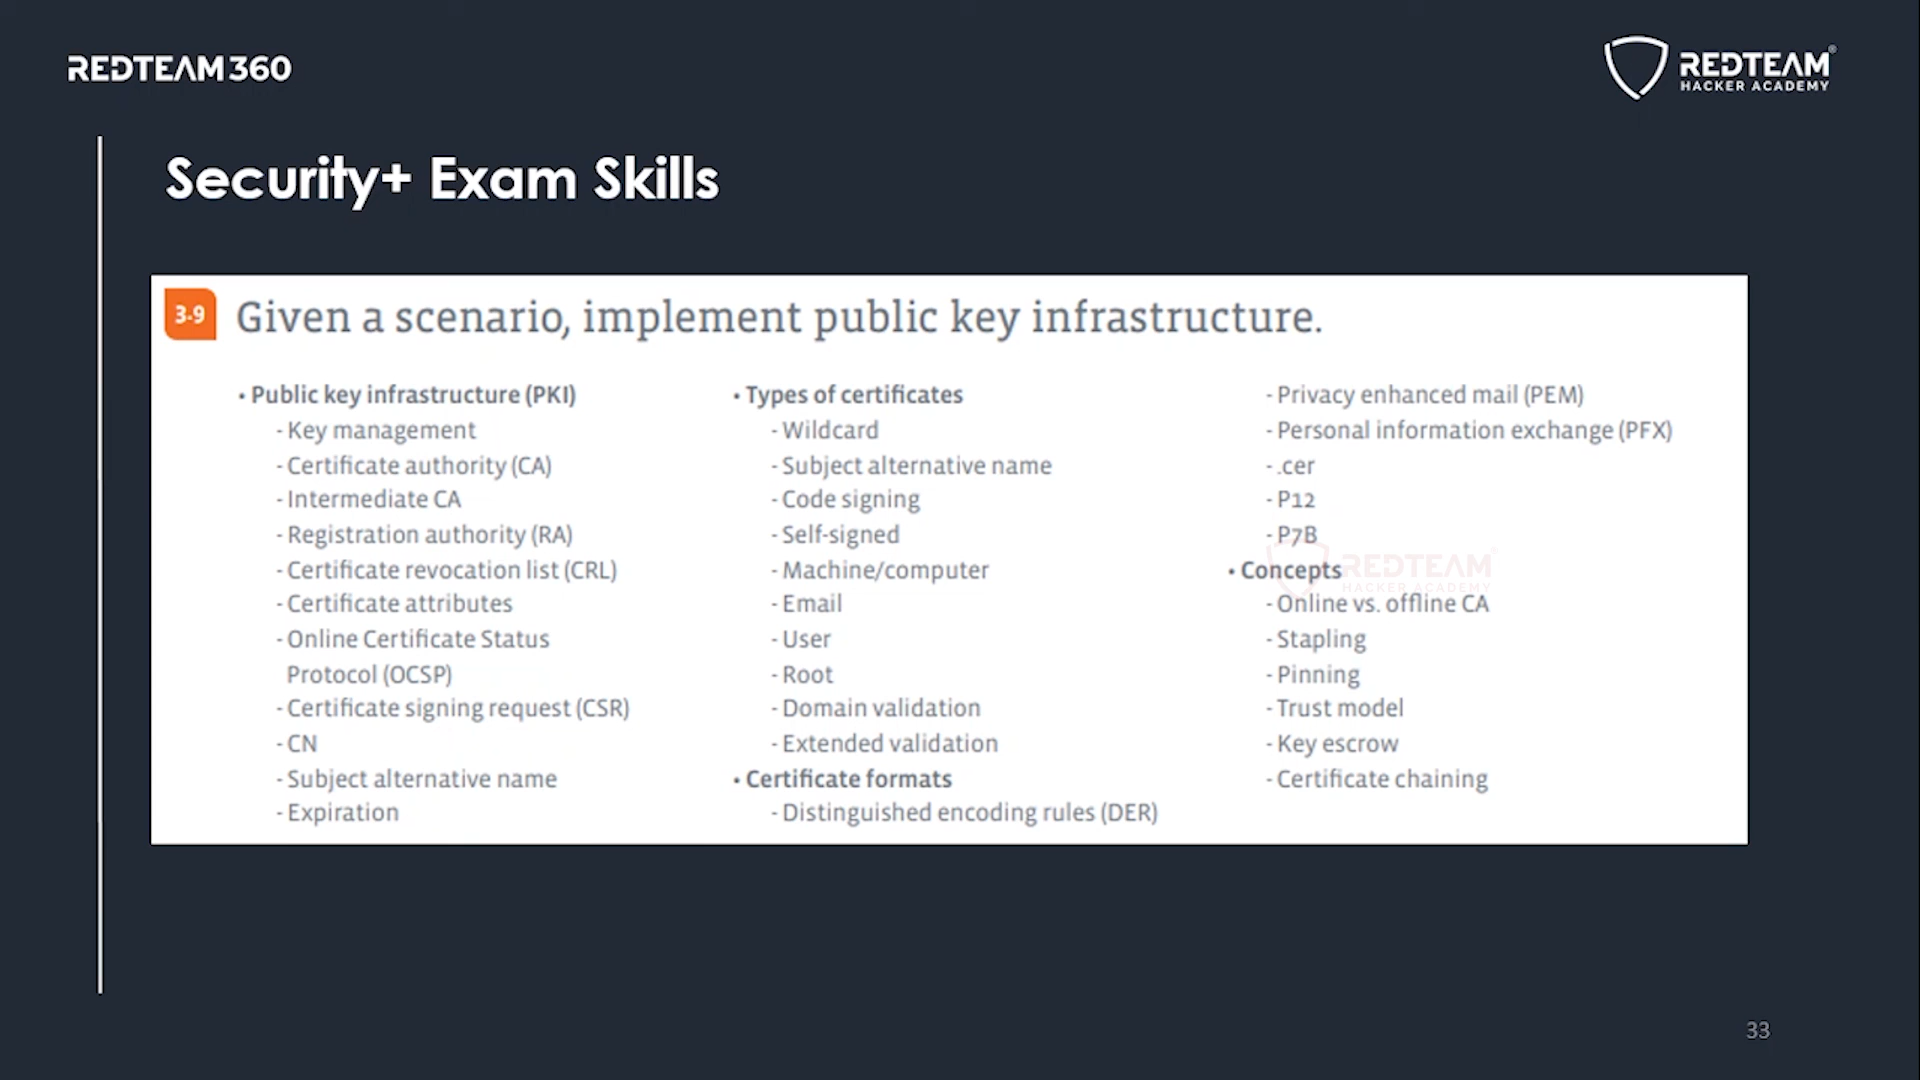 REDTEAM360
REDTEAM®
HACKER ACADEMY
Security+ Exam Skills
3.9 Given a scenario, implement public key infrastructure.
• Public key infrastructure (PKI)
- Key management
- Certificate authority (CA)
- Intermediate CA
- Registration authority (RA)
- Certificate revocation list (CRL)
- Certificate attributes
- Online Certificate Status
Protocol (OCSP)
- Certificate signing request (CSR)
- CN
- Subject alternative name
- Expiration
• Types of certificates
- Wildcard
- Subject alternative name
- Code signing
- Self-signed
- Machine/computer
- Email
- User
- Root
- Domain validation
- Extended validation
• Certificate formats
- Distinguished encoding rules (DER)
- Privacy enhanced mail (PEM)
- Personal information exchange (PFX)
- .cer
- P12
- P7B
• Concepts
- Online vs. offline CA
- Stapling
- Pinning
- Trust model
- Key escrow
- Certificate chaining
REDTEAM
HACKER ACADEMY
33